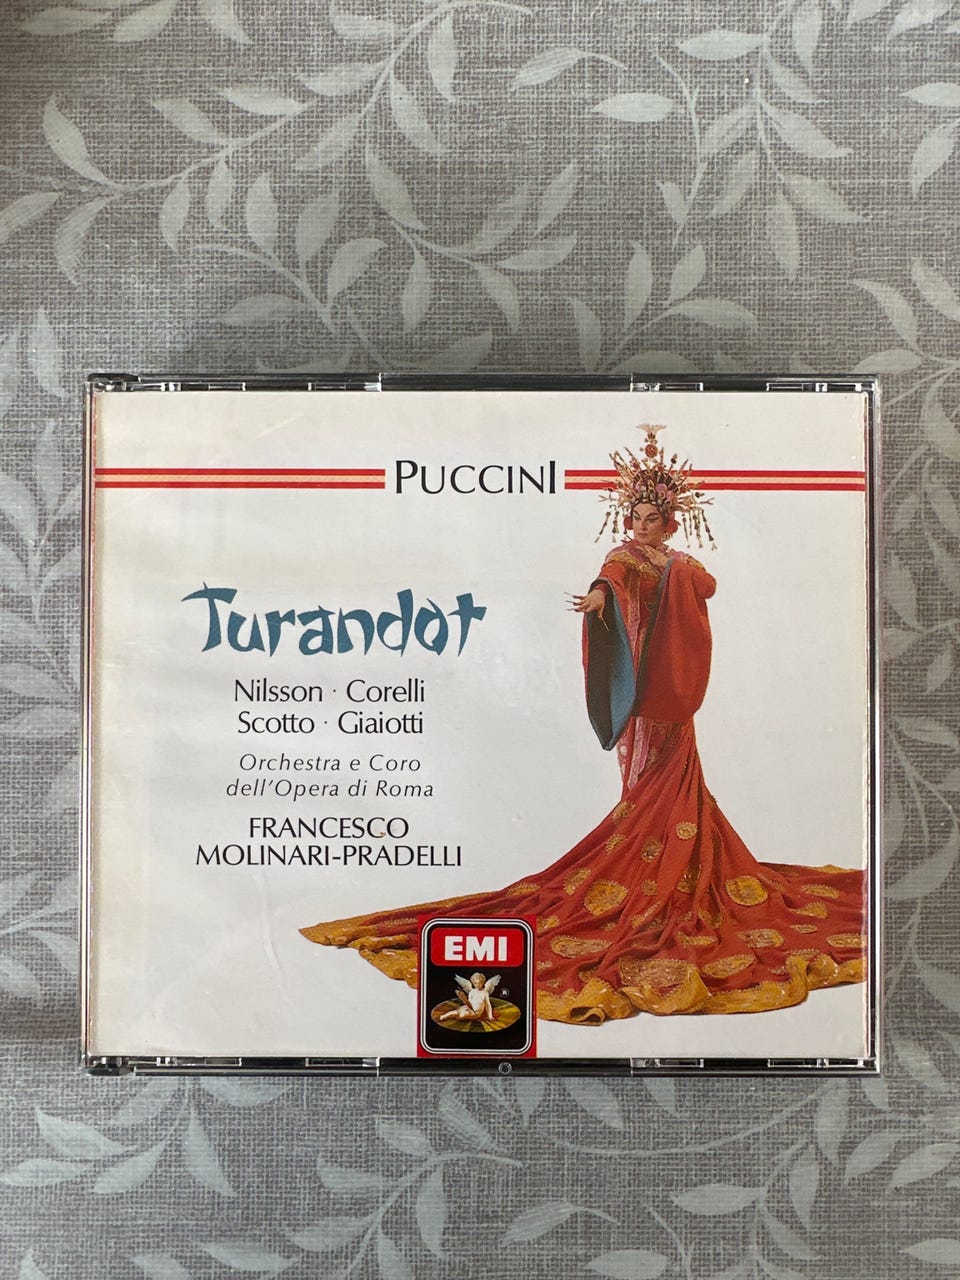 PUCCINI
Turandot
Nilsson · Corelli
Scotto · Giaiotti
Orchestra e Coro
dell'Opera di Roma
FRANCESCO
MOLINARI-PRADELLI
EMI
®